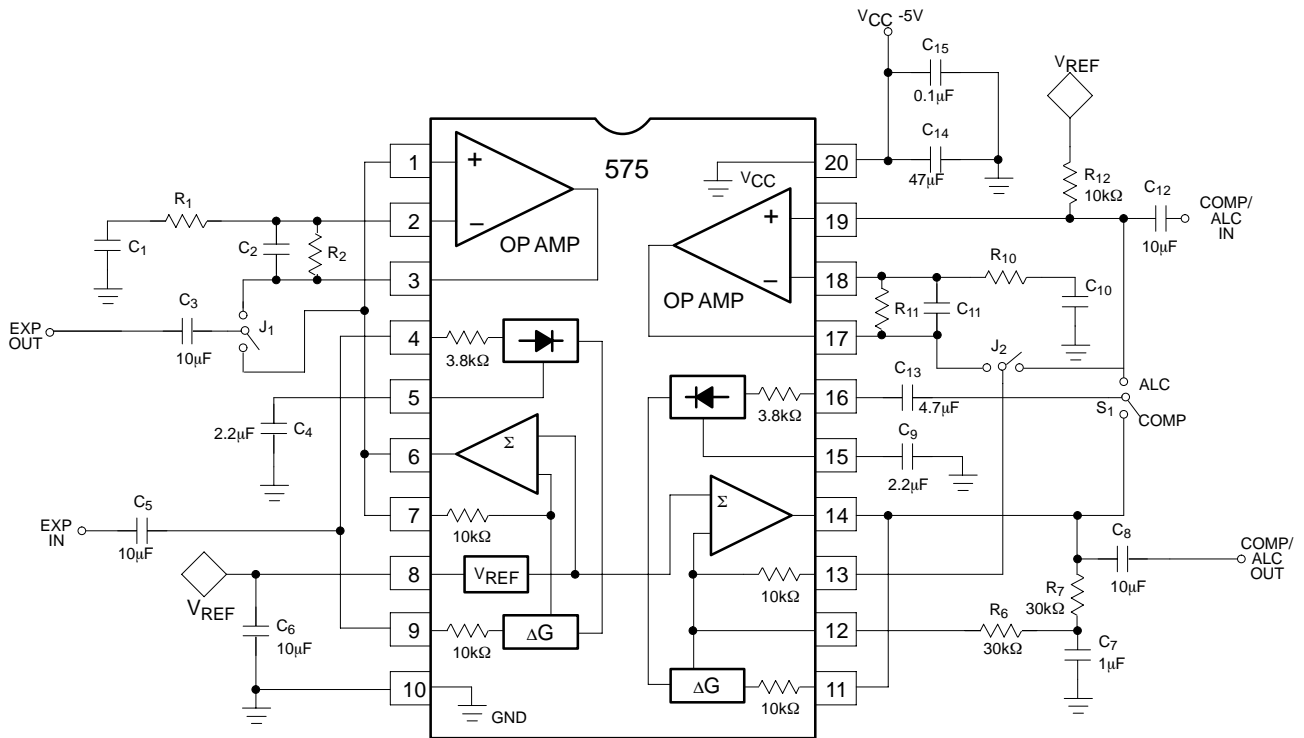 VCC -5V
C15
0.1μF
VREF
C14
47μF
R12
10kΩ
C12
10μF
COMP/
ALC
IN
575
1
+
2
−
OP AMP
3
R1
C1
C2
R2
C3
10μF
EXP
OUT
J1
4
3.8kΩ
5
2.2μF
C4
6
Σ
7
10kΩ
C5
10μF
EXP
IN
8
VREF
VREF
C6
10μF
9
10kΩ
ΔG
10
GND
20
VCC
19
+
18
−
OP AMP
17
R10
C10
R11
C11
J2
16
3.8kΩ
C13
4.7μF
ALC
S1
COMP
15
C9
2.2μF
14
Σ
C8
10μF
COMP/
ALC
OUT
13
10kΩ
R7
30kΩ
12
R6
30kΩ
C7
1μF
11
ΔG
10kΩ